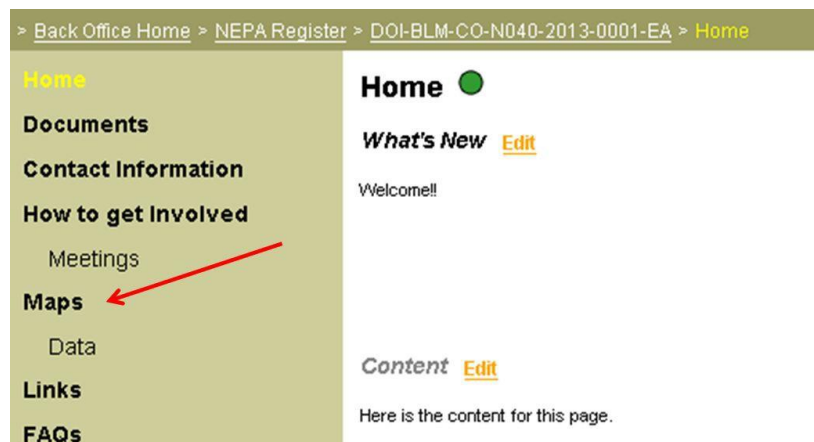 > Back Office Home > NEPA Register > DOI-BLM-CO-N040-2013-0001-EA > Home
Home
Documents
Contact Information
How to get Involved
Meetings
Maps
Data
Links
FAQs
Home
What's New Edit
Welcome!!
Content Edit
Here is the content for this page.